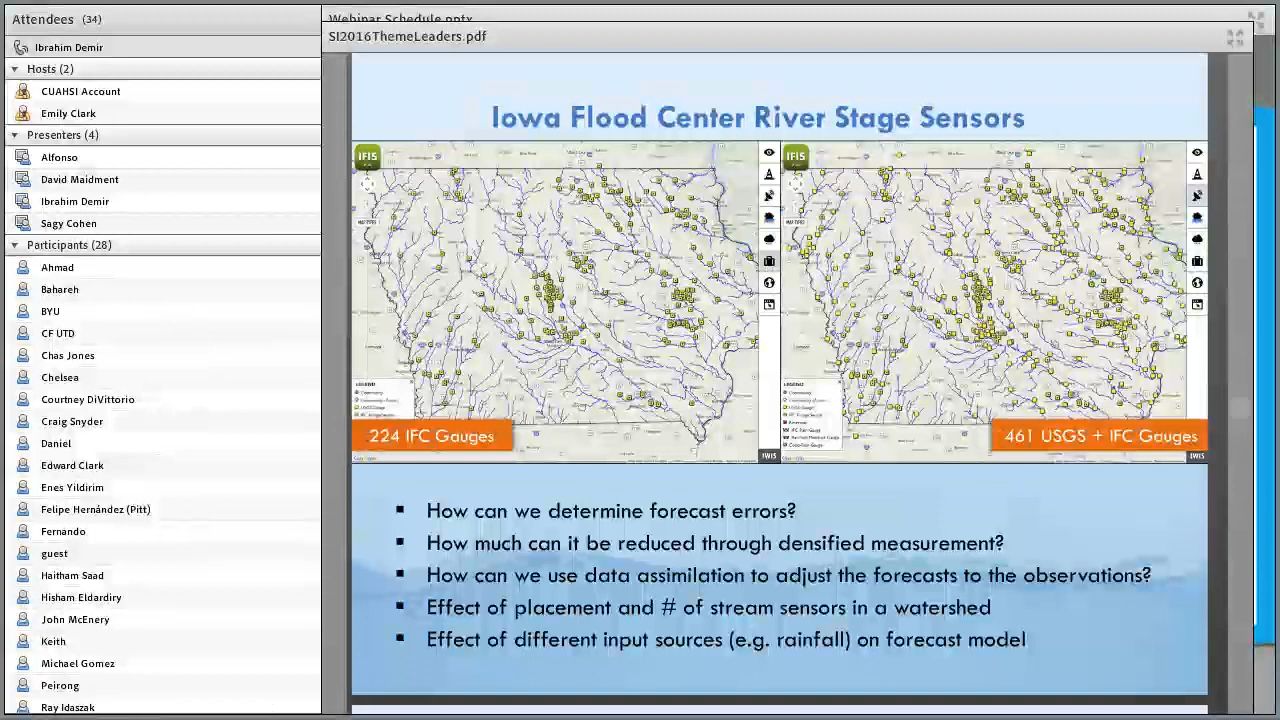 Attendees (34)
Ibrahim Demir
Hosts (2)
CUAHSI Account
Emily Clark
Presenters (4)
Alfonso
David Maidment
Ibrahim Demir
Sagy Cohen
Participants (28)
Ahmad
Bahareh
BYU
CF UTD
Chas Jones
Chelsea
Courtney DiVittorio
Craig Snyder
Daniel
Edward Clark
Enes Yildirim
Felipe Hernández (Pitt)
Fernando
guest
Haitham Saad
Hisham Eldardiry
John McEnery
Keith
Michael Gomez
Peirong
Ray Idaszak
Webinar Schedule.pptx
SI2016ThemeLeaders.pdf
Iowa Flood Center River Stage Sensors
IFIS
IFIS
224 IFC Gauges
461 USGS + IFC Gauges
IWIS
IWIS
▪ How can we determine forecast errors?
▪ How much can it be reduced through densified measurement?
▪ How can we use data assimilation to adjust the forecasts to the observations?
▪ Effect of placement and # of stream sensors in a watershed
▪ Effect of different input sources (e.g. rainfall) on forecast model